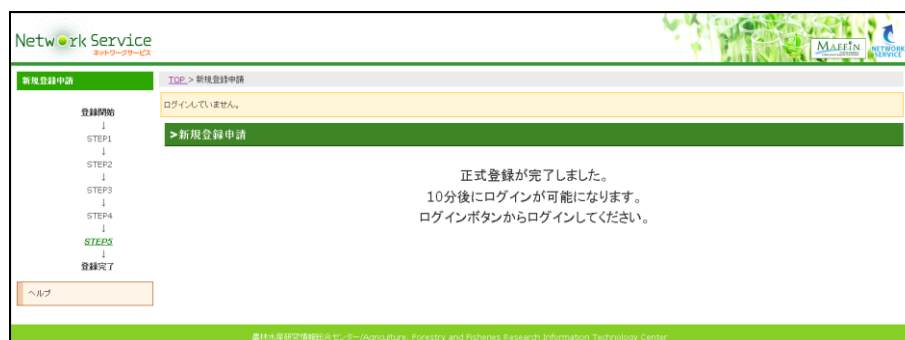 Network Service
ネットワークサービス
MAFFIN
NETWORK
SERVICE
新規登録申請
TOP > 新規登録申請
ログインしていません。
登録開始
↓
STEP1
↓
STEP2
↓
STEP3
↓
STEP4
↓
STEP5
↓
登録完了
ヘルプ
>新規登録申請
正式登録が完了しました。
10分後にログインが可能になります。
ログインボタンからログインしてください。
農林水産研究情報総合センター/Agriculture, Forestry and Fisheries Research Information Technology Center